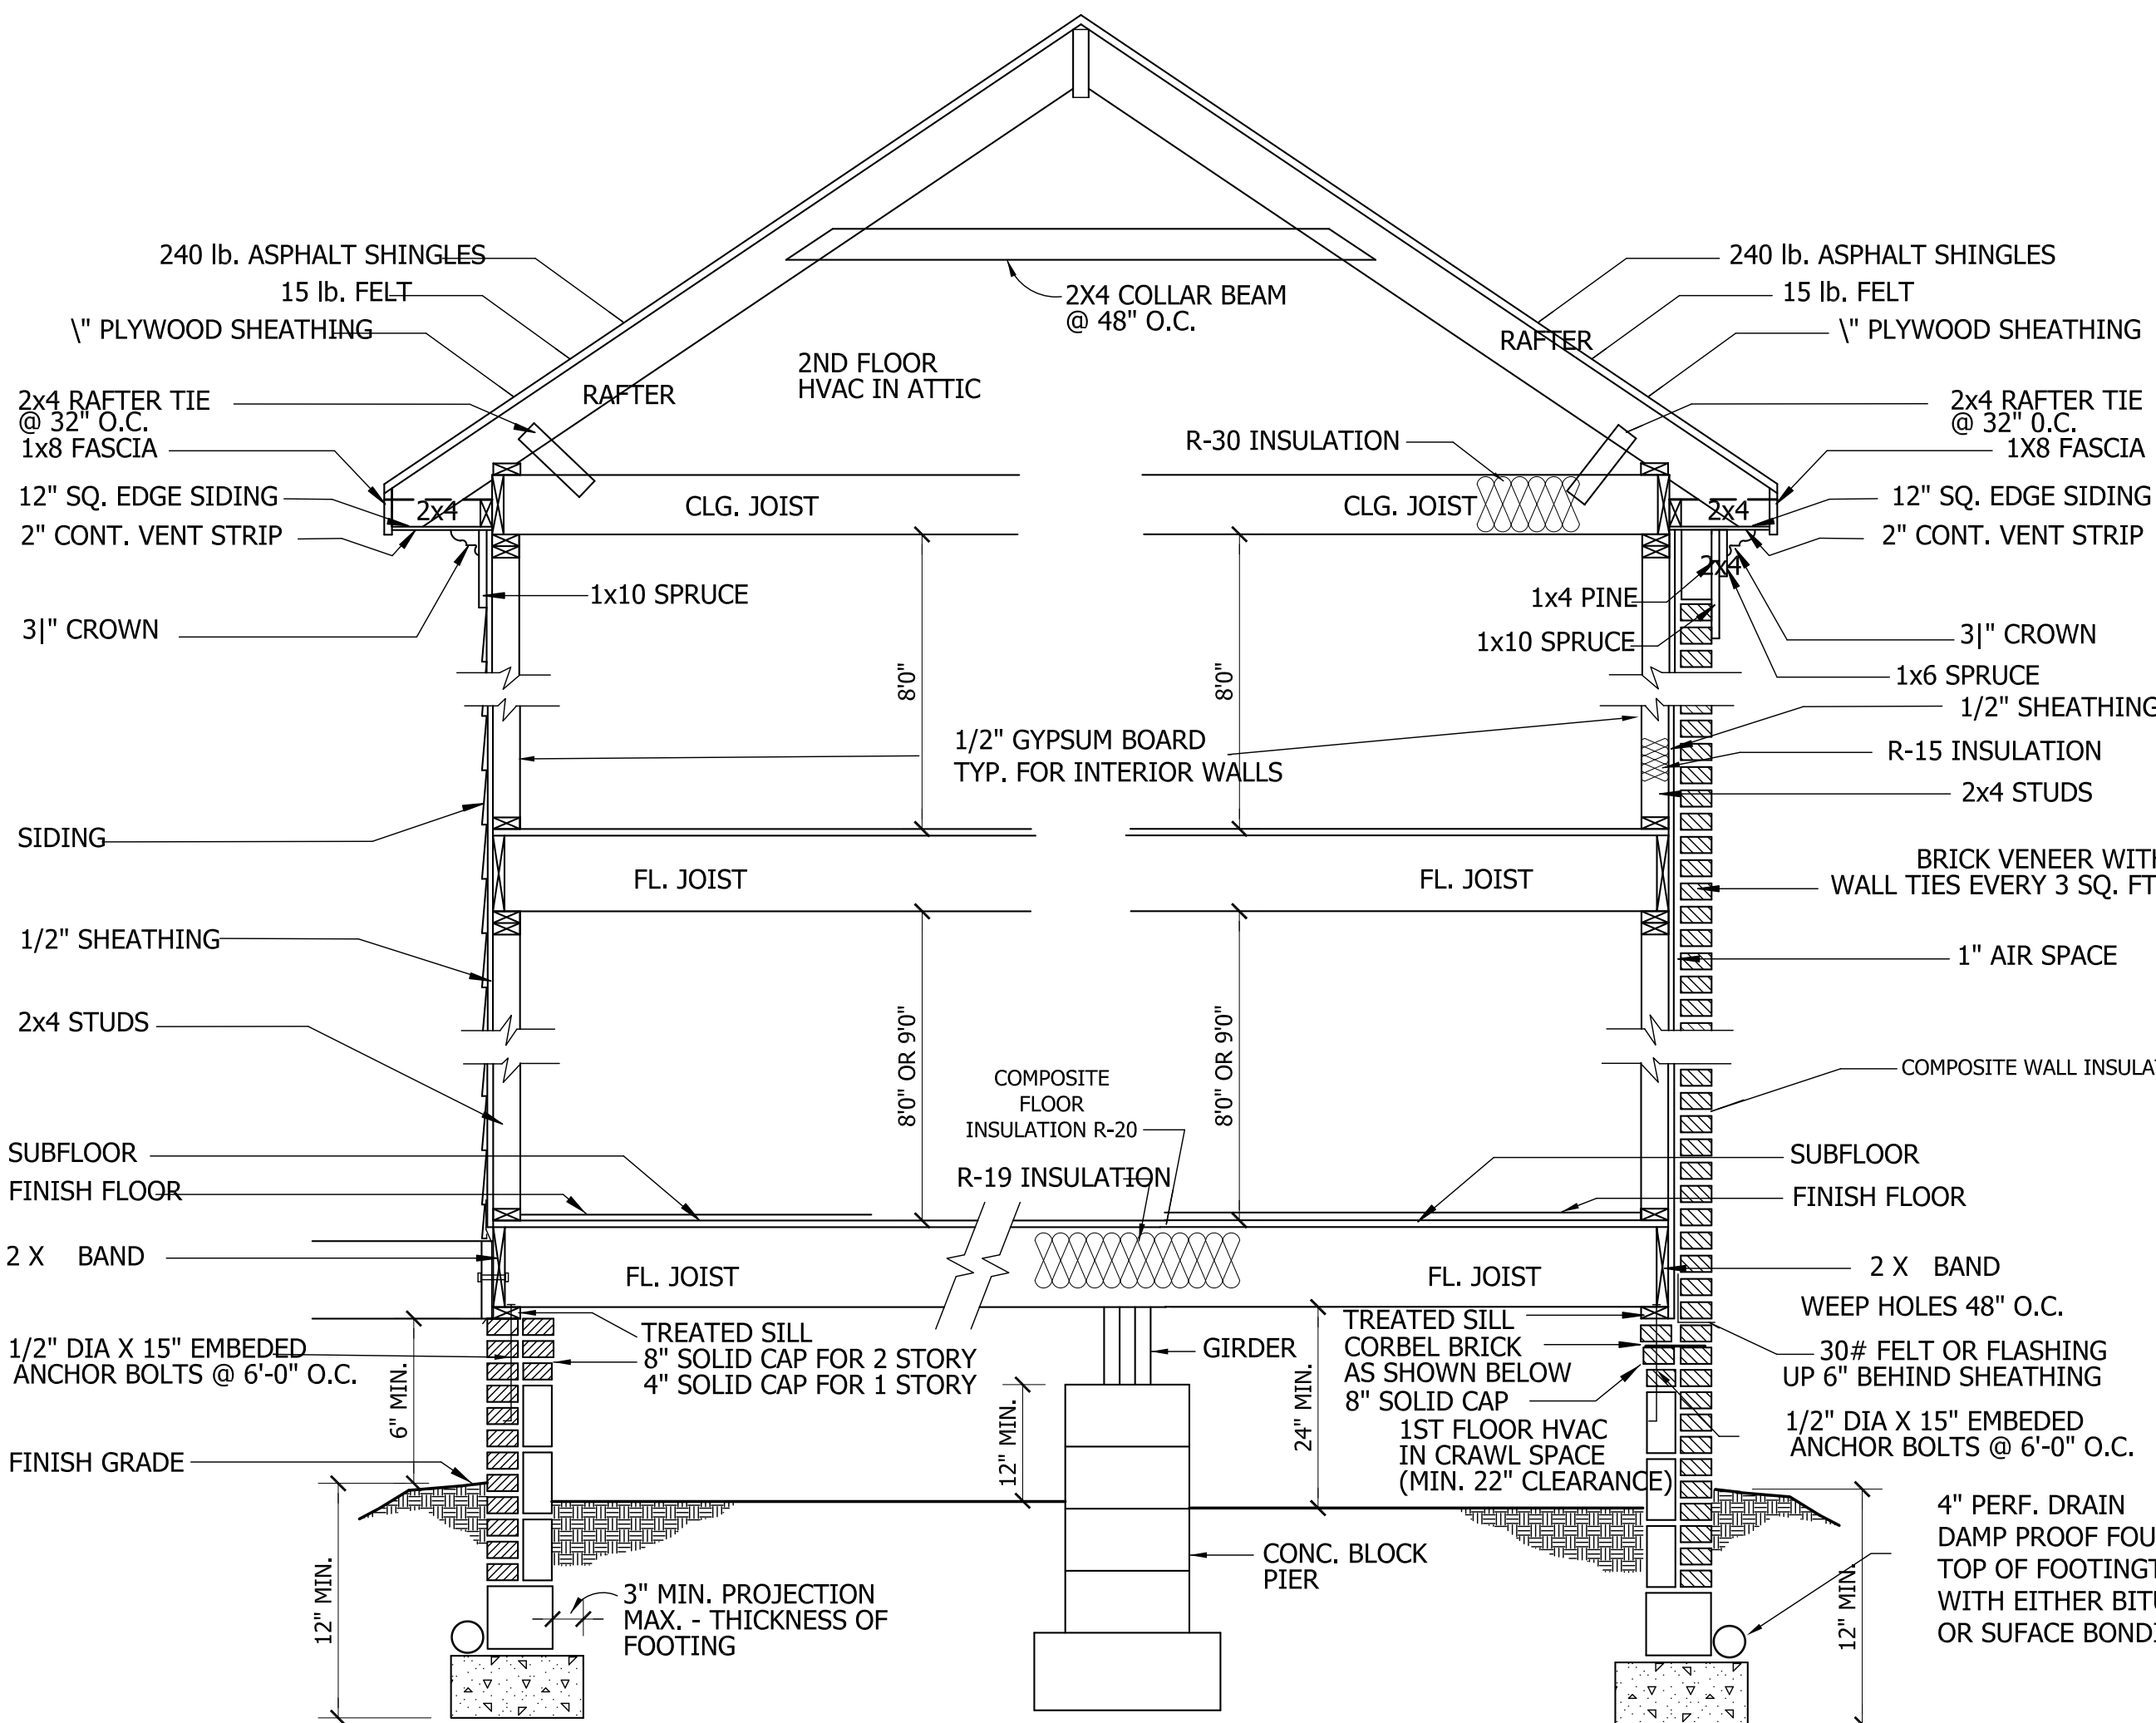 240 lb. ASPHALT SHINGLES
15 lb. FELT
\" PLYWOOD SHEATHING
2x4 RAFTER TIE
@ 32" O.C.
1x8 FASCIA
12" SQ. EDGE SIDING
2" CONT. VENT STRIP
3|" CROWN
SIDING
1/2" SHEATHING
2x4 STUDS
SUBFLOOR
FINISH FLOOR
2 X BAND
1/2" DIA X 15" EMBEDED
ANCHOR BOLTS @ 6'-0" O.C.
FINISH GRADE
12" MIN.
6" MIN.
RAFTER
2x4
1x10 SPRUCE
2X4 COLLAR BEAM
@ 48" O.C.
2ND FLOOR
HVAC IN ATTIC
CLG. JOIST
8'0"
1/2" GYPSUM BOARD
TYP. FOR INTERIOR WALLS
FL. JOIST
8'0" OR 9'0"
COMPOSITE
FLOOR
INSULATION R-20
R-19 INSULATION
FL. JOIST
TREATED SILL
8" SOLID CAP FOR 2 STORY
4" SOLID CAP FOR 1 STORY
3" MIN. PROJECTION
MAX. - THICKNESS OF
FOOTING
12" MIN.
GIRDER
CONC. BLOCK
PIER
24" MIN.
RAFTER
R-30 INSULATION
CLG. JOIST
8'0"
1x4 PINE
1x10 SPRUCE
FL. JOIST
8'0" OR 9'0"
FL. JOIST
TREATED SILL
CORBEL BRICK
AS SHOWN BELOW
8" SOLID CAP
1ST FLOOR HVAC
IN CRAWL SPACE
(MIN. 22" CLEARANCE)
240 lb. ASPHALT SHINGLES
15 lb. FELT
\" PLYWOOD SHEATHING
2x4 RAFTER TIE
@ 32" 0.C.
1X8 FASCIA
12" SQ. EDGE SIDING
2x4
2" CONT. VENT STRIP
2x4
3|" CROWN
1x6 SPRUCE
1/2" SHEATHING
R-15 INSULATION
2x4 STUDS
BRICK VENEER WITH
WALL TIES EVERY 3 SQ. FT
1" AIR SPACE
COMPOSITE WALL INSULAT
SUBFLOOR
FINISH FLOOR
2 X BAND
WEEP HOLES 48" O.C.
30# FELT OR FLASHING
UP 6" BEHIND SHEATHING
1/2" DIA X 15" EMBEDED
ANCHOR BOLTS @ 6'-0" O.C.
12" MIN.
4" PERF. DRAIN
DAMP PROOF FOU
TOP OF FOOTINGT
WITH EITHER BITU
OR SUFACE BONDI